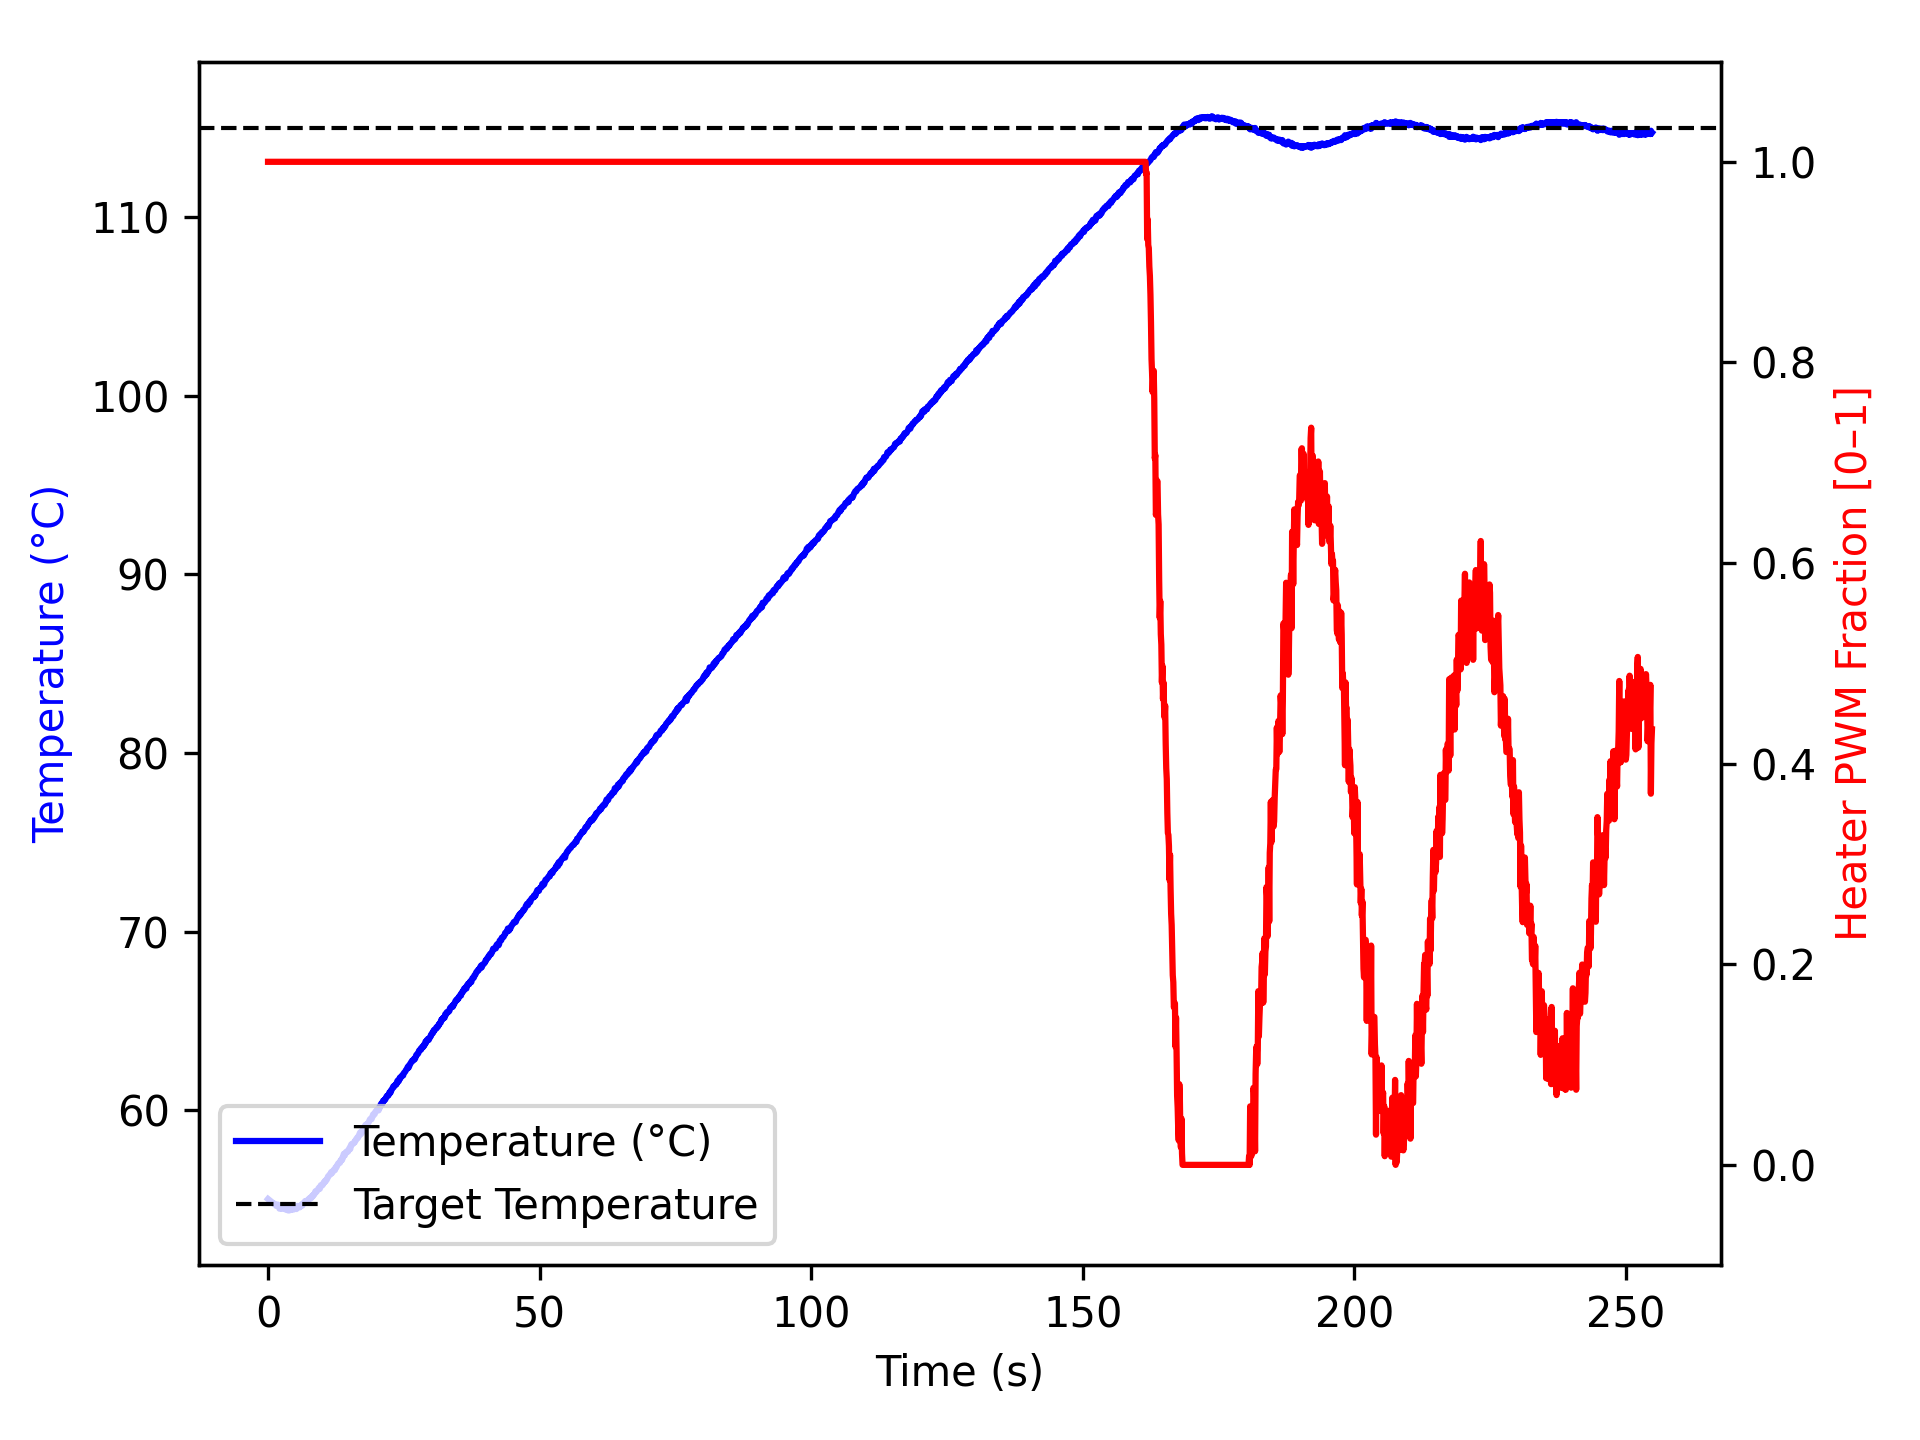 Temperature (°C)
110
100
90
80
70
60
1.0
0.8
0.6
0.4
0.2
0.0
Heater PWM Fraction [0–1]
Temperature (°C)
Target Temperature
0 50 100 150 200 250
Time (s)